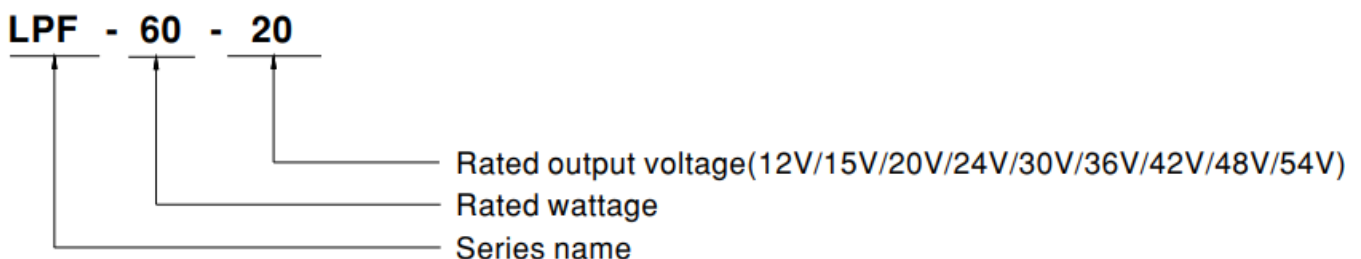 LPF - 60 - 20
Rated output voltage(12V/15V/20V/24V/30V/36V/42V/48V/54V)
Rated wattage
Series name